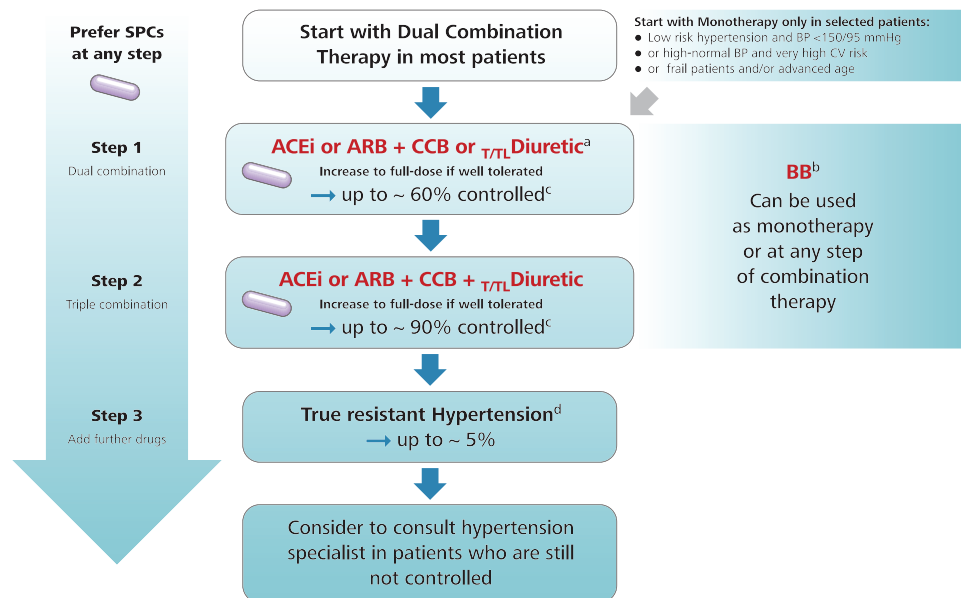 Prefer SPCs
at any step
Start with Dual Combination
Therapy in most patients
Start with Monotherapy only in selected patients:
● Low risk hypertension and BP <150/95 mmHg
● or high-normal BP and very high CV risk
● or frail patients and/or advanced age
Step 1
Dual combination
ACEi or ARB + CCB or T/TLDiuretica
Increase to full-dose if well tolerated
→ up to ~ 60% controlledc
BBb
Can be used
as monotherapy
or at any step
of combination
therapy
Step 2
Triple combination
ACEi or ARB + CCB + T/TLDiuretic
Increase to full-dose if well tolerated
→ up to ~ 90% controlledc
Step 3
Add further drugs
True resistant Hypertensiond
→ up to ~ 5%
Consider to consult hypertension
specialist in patients who are still
not controlled